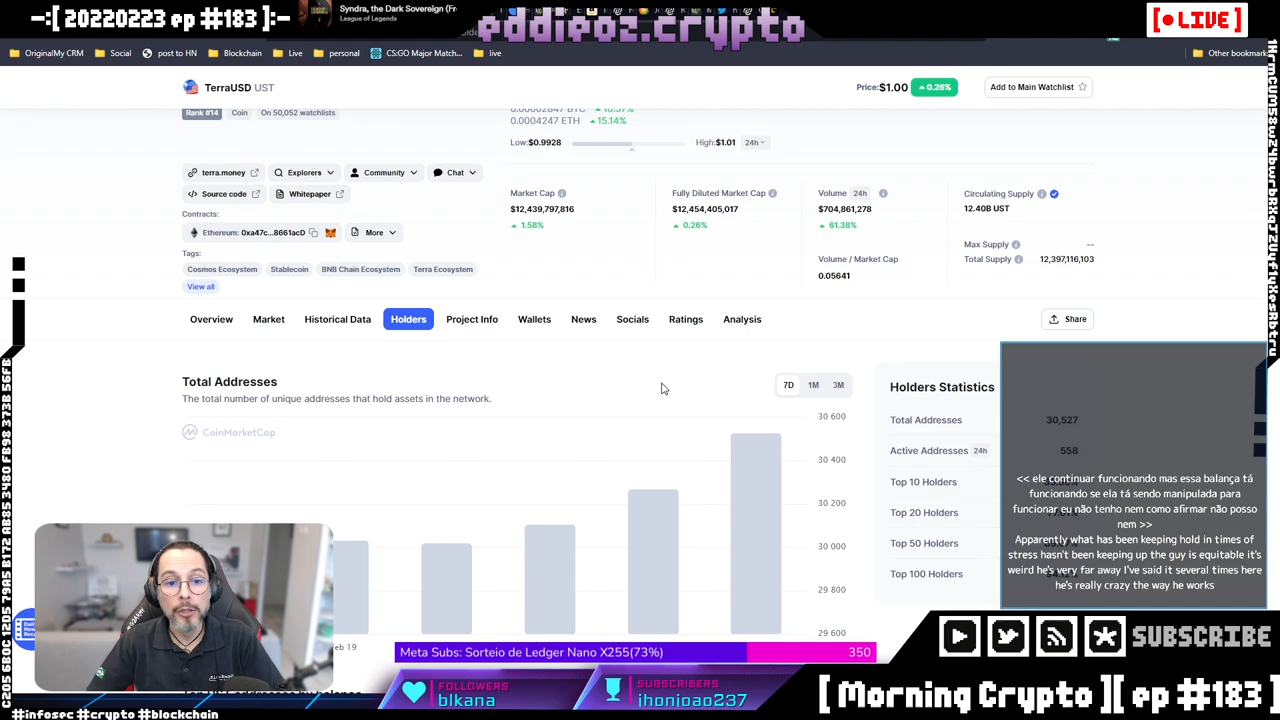 -:[ 20220223 ep #183 ]:-
Syndra, the Dark Sovereign (Fr
League of Legends
eddieoz.crypto
[ • LIVE ]
OriginalMy CRM
Social
post to HN
Blockchain
Live
personal
CS:GO Major Match...
live
Other bookmark
TerraUSD UST
Price: $1.00
0.26%
Add to Main Watchlist
Rank #14
Coin
On 50,052 watchlists
0.0004247 ETH
15.14%
Low: $0.9928
High: $1.01
24h
terra.money
Explorers
Community
Chat
Source code
Whitepaper
Contracts:
Ethereum: 0xa47c...8661acD
More
Tags:
Cosmos Ecosystem
Stablecoin
BNB Chain Ecosystem
Terra Ecosystem
View all
Market Cap
$12,439,797,816
1.58%
Fully Diluted Market Cap
$12,454,405,017
0.26%
Volume 24h
$704,861,278
61.38%
Volume / Market Cap
0.05641
Circulating Supply
12.40B UST
Max Supply --
Total Supply 12,397,116,103
Overview
Market
Historical Data
Holders
Project Info
Wallets
News
Socials
Ratings
Analysis
Share
Total Addresses
The total number of unique addresses that hold assets in the network.
7D
1M
3M
CoinMarketCap
30 600
30 400
30 200
30 000
29 800
29 600
eb 19
Holders Statistics
Total Addresses 30,527
Active Addresses 24h 558
Top 10 Holders
Top 20 Holders
Top 50 Holders
Top 100 Holders
<< ele continuar funcionando mas essa balança tá
funcionando se ela tá sendo manipulada para
funcionar eu não tenho nem como afirmar não posso
nem >>
Apparently what has been keeping hold in times of
stress hasn't been keeping up the guy is equitable it's
weird he's very far away I've said it several times here
he's really crazy the way he works
Meta Subs: Sorteio de Ledger Nano X255(73%)
350
FOLLOWERS
blkana
SUBSCRIBERS
jhonjoao237
SUBSCRIBE
[ Morning Crypto ][ ep #183 ]
#infosec #crypto #blockchain